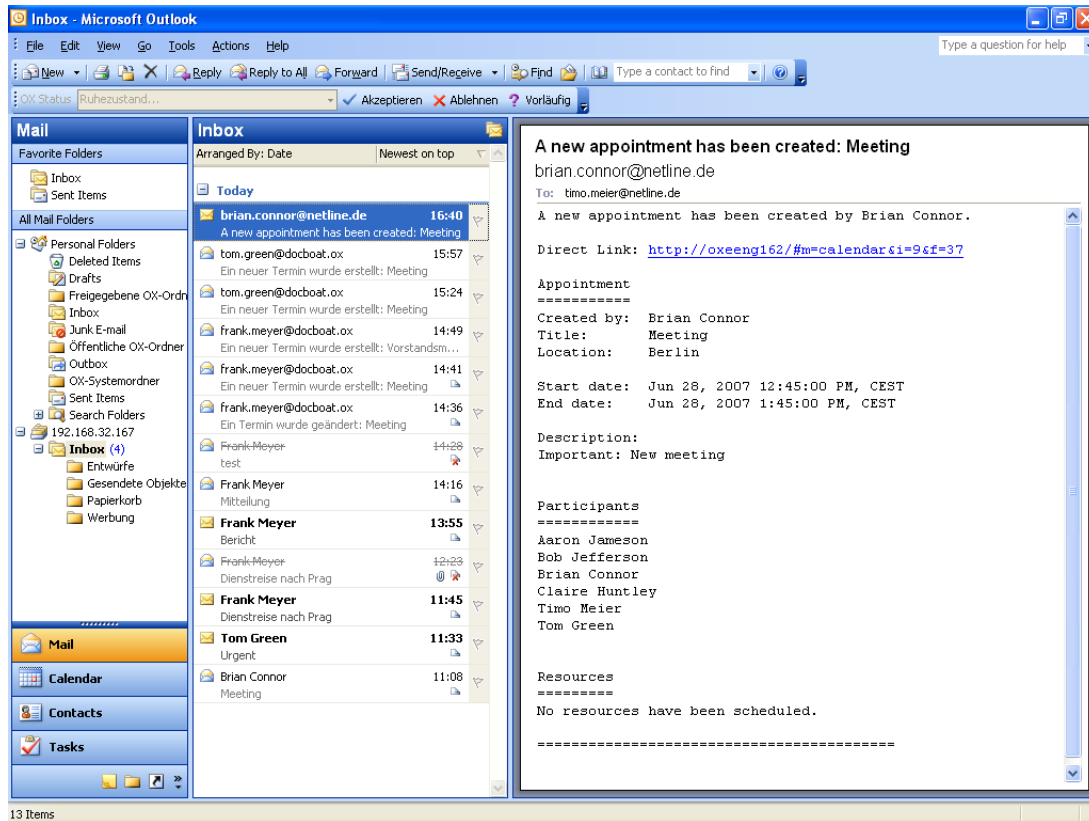 Inbox - Microsoft Outlook
File Edit View Go Tools Actions Help
Type a question for help
New Reply Reply to All Forward Send/Receive Find Type a contact to find
OX Status Ruhezustand... Akzeptieren Ablehnen Vorläufig
Mail
Favorite Folders
Inbox
Sent Items
All Mail Folders
Personal Folders
Deleted Items
Drafts
Freigegebene OX-Ordn
Inbox
Junk E-mail
Öffentliche OX-Ordner
Outbox
OX-Systemordner
Sent Items
Search Folders
192.168.32.167
Inbox (4)
Entwürfe
Gesendete Objekte
Papierkorb
Werbung
Mail
Calendar
Contacts
Tasks
Inbox
Arranged By: Date Newest on top
Today
brian.connor@netline.de 16:40
A new appointment has been created: Meeting
tom.green@docboat.ox 15:57
Ein neuer Termin wurde erstellt: Meeting
tom.green@docboat.ox 15:24
Ein neuer Termin wurde erstellt: Meeting
frank.meyer@docboat.ox 14:49
Ein neuer Termin wurde erstellt: Vorstandsm...
frank.meyer@docboat.ox 14:41
Ein neuer Termin wurde erstellt: Meeting
frank.meyer@docboat.ox 14:36
Ein Termin wurde geändert: Meeting
Frank Meyer 14:28
test
Frank Meyer 14:16
Mitteilung
Frank Meyer 13:55
Bericht
Frank Meyer 12:23
Dienstreise nach Prag
Frank Meyer 11:45
Dienstreise nach Prag
Tom Green 11:33
Urgent
Brian Connor 11:08
Meeting
A new appointment has been created: Meeting
brian.connor@netline.de
To: timo.meier@netline.de
A new appointment has been created by Brian Connor.
Direct Link: http://oxeeng162/#m=calendar&i=9&f=37
Appointment
===========
Created by: Brian Connor
Title: Meeting
Location: Berlin
Start date: Jun 28, 2007 12:45:00 PM, CEST
End date: Jun 28, 2007 1:45:00 PM, CEST
Description:
Important: New meeting
Participants
============
Aaron Jameson
Bob Jefferson
Brian Connor
Claire Huntley
Timo Meier
Tom Green
Resources
=========
No resources have been scheduled.
==========================================
13 Items